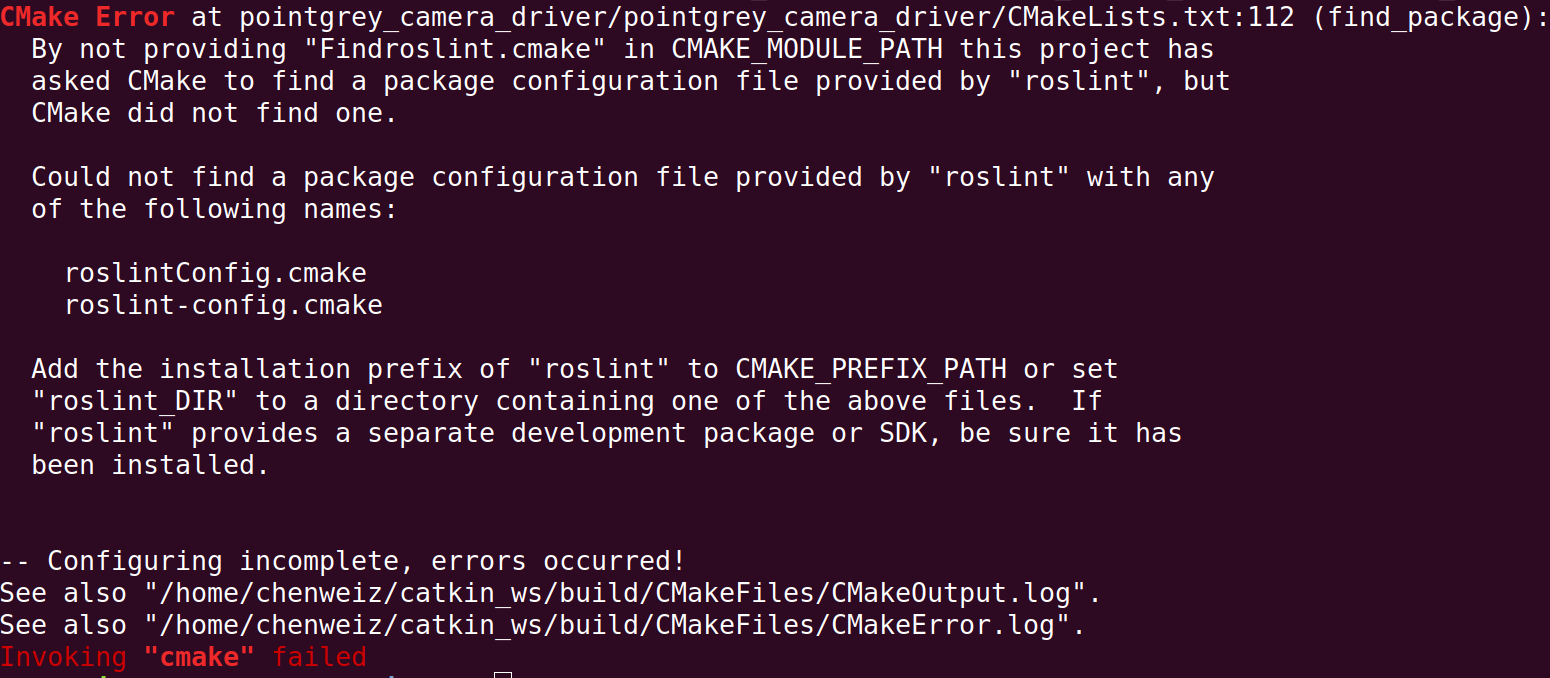 CMake Error at pointgrey_camera_driver/pointgrey_camera_driver/CMakeLists.txt:112 (find_package):
By not providing "Findroslint.cmake" in CMAKE_MODULE_PATH this project has
asked CMake to find a package configuration file provided by "roslint", but
CMake did not find one.
Could not find a package configuration file provided by "roslint" with any
of the following names:
roslintConfig.cmake
roslint-config.cmake
Add the installation prefix of "roslint" to CMAKE_PREFIX_PATH or set
"roslint_DIR" to a directory containing one of the above files.  If
"roslint" provides a separate development package or SDK, be sure it has
been installed.
-- Configuring incomplete, errors occurred!
See also "/home/chenweiz/catkin_ws/build/CMakeFiles/CMakeOutput.log".
See also "/home/chenweiz/catkin_ws/build/CMakeFiles/CMakeError.log".
Invoking "cmake" failed